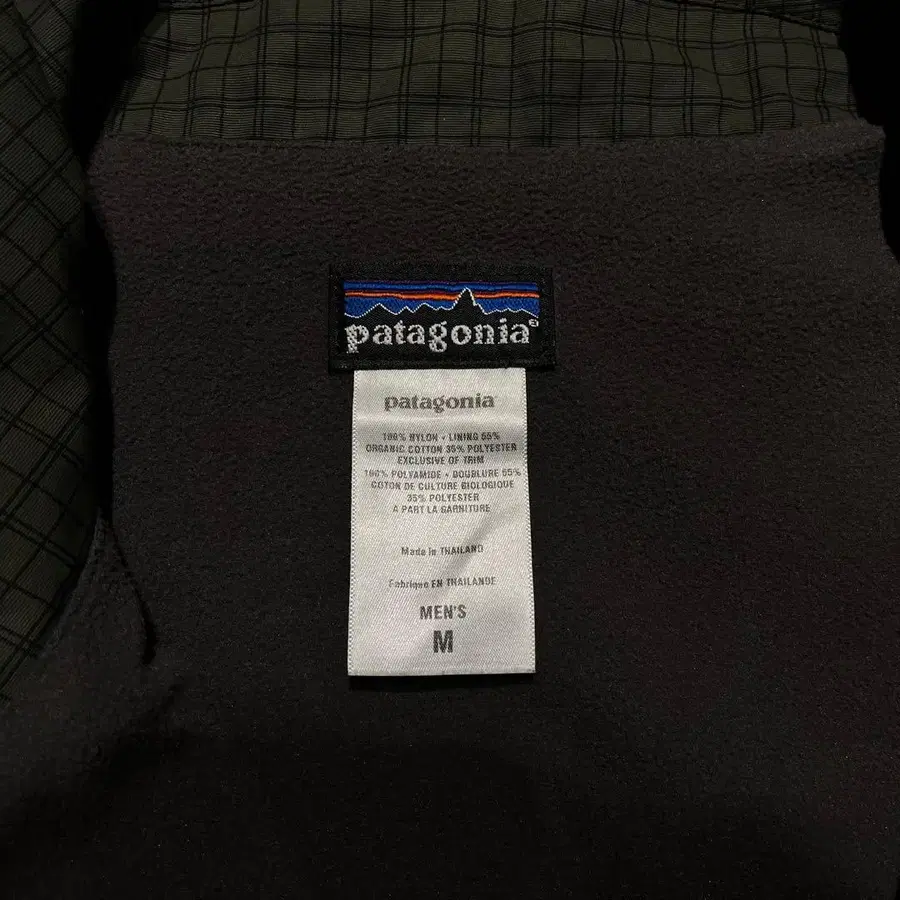 patagonia®
patagonia
100% NYLON • LINING 65%
ORGANIC COTTON 35% POLYESTER
EXCLUSIVE OF TRIM
100% POLYAMIDE • DOUBLURE 65%
COTON DE CULTURE BIOLOGIQUE
35% POLYESTER
A PART LA GARNITURE
Made in THAILAND
Fabrique EN THAILANDE
MEN'S
M